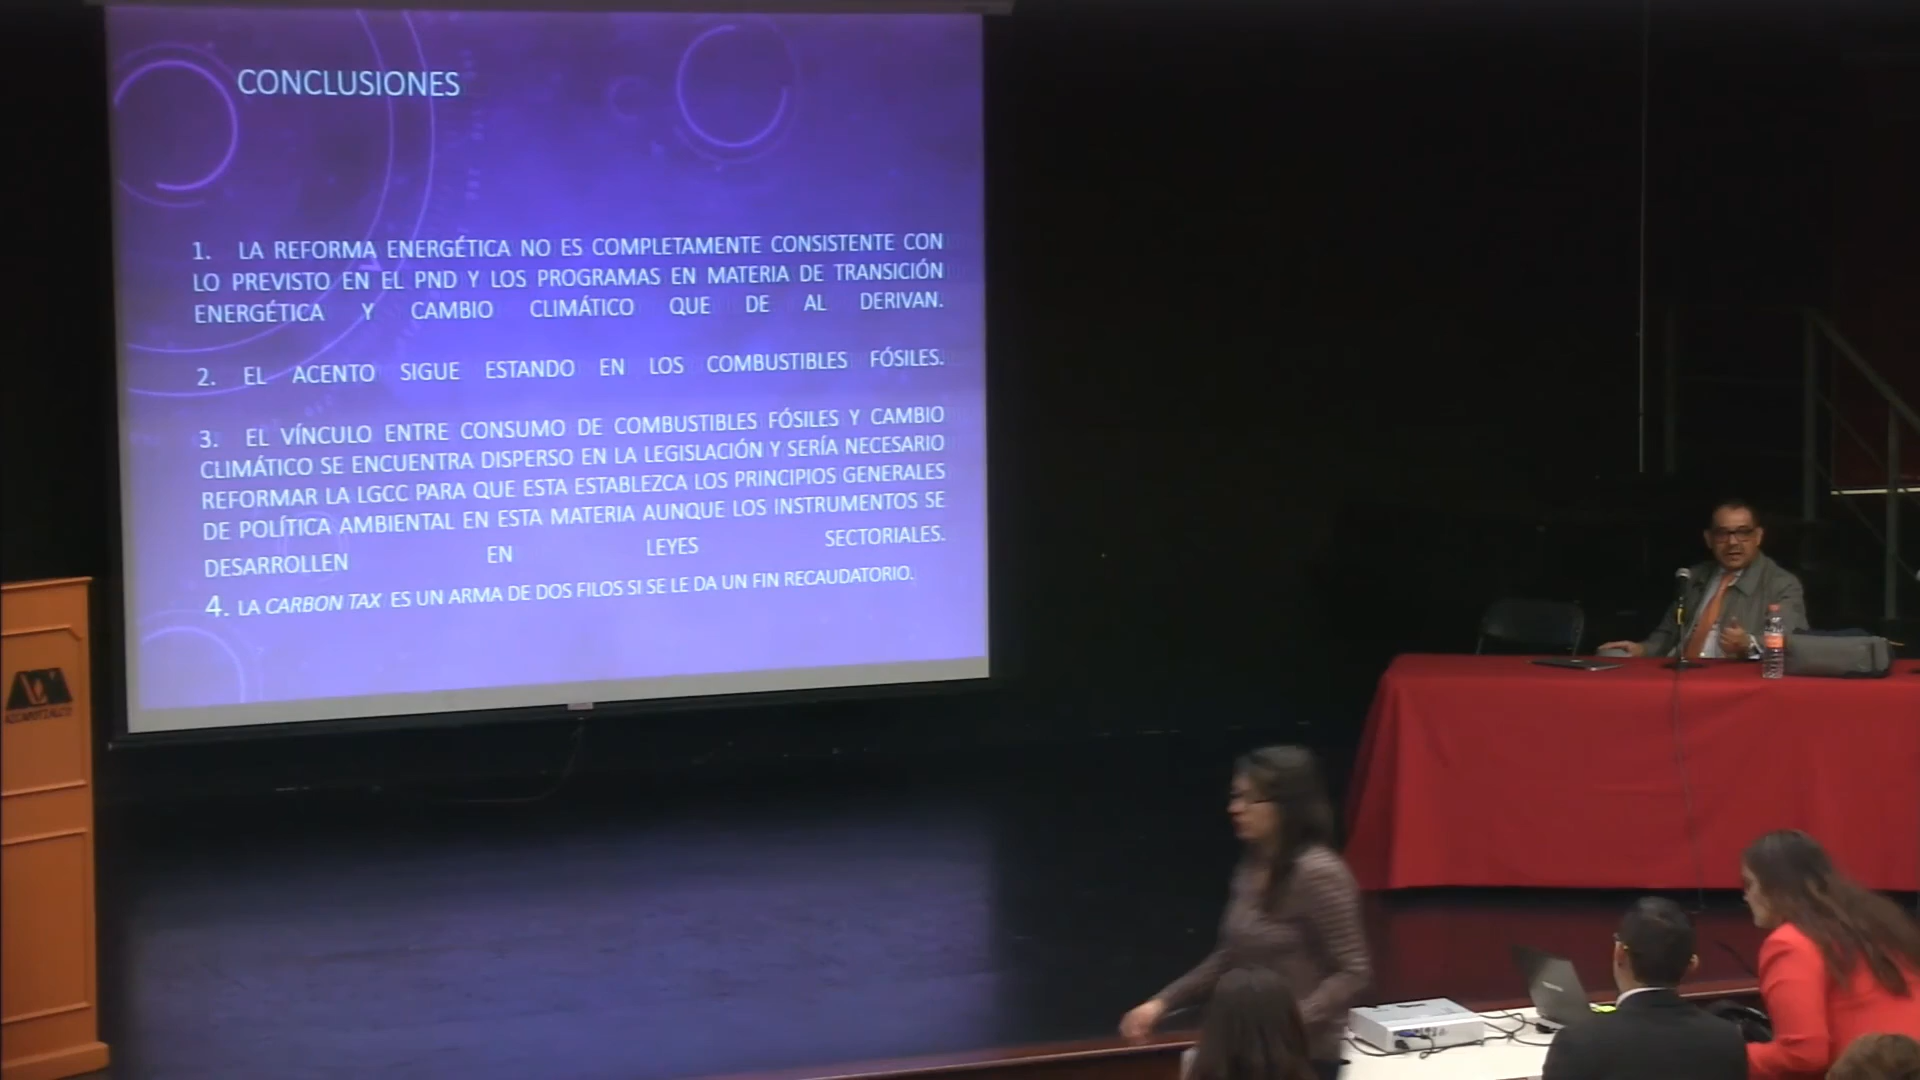 CONCLUSIONES
1. LA REFORMA ENERGÉTICA NO ES COMPLETAMENTE CONSISTENTE CON
LO PREVISTO EN EL PND Y LOS PROGRAMAS EN MATERIA DE TRANSICIÓN
ENERGÉTICA Y CAMBIO CLIMÁTICO QUE DE AL DERIVAN.
2. EL ACENTO SIGUE ESTANDO EN LOS COMBUSTIBLES FÓSILES.
3. EL VÍNCULO ENTRE CONSUMO DE COMBUSTIBLES FÓSILES Y CAMBIO
CLIMÁTICO SE ENCUENTRA DISPERSO EN LA LEGISLACIÓN Y SERÍA NECESARIO
REFORMAR LA LGCC PARA QUE ESTA ESTABLEZCA LOS PRINCIPIOS GENERALES
DE POLÍTICA AMBIENTAL EN ESTA MATERIA AUNQUE LOS INSTRUMENTOS SE
DESARROLLEN EN LEYES SECTORIALES.
4. LA CARBON TAX ES UN ARMA DE DOS FILOS SI SE LE DA UN FIN RECAUDATORIO.